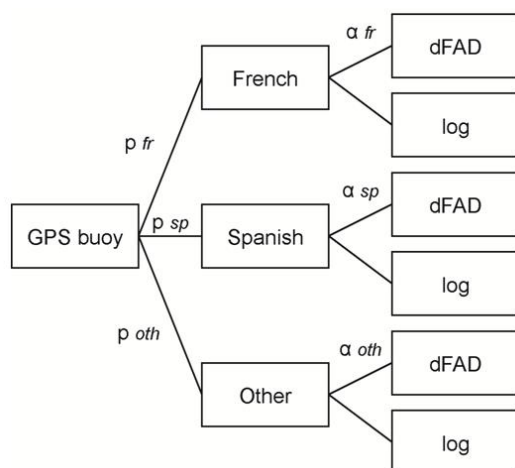 α fr
dFAD
French
log
p fr
α sp
dFAD
p sp
GPS buoy
Spanish
log
p oth
α oth
dFAD
Other
log